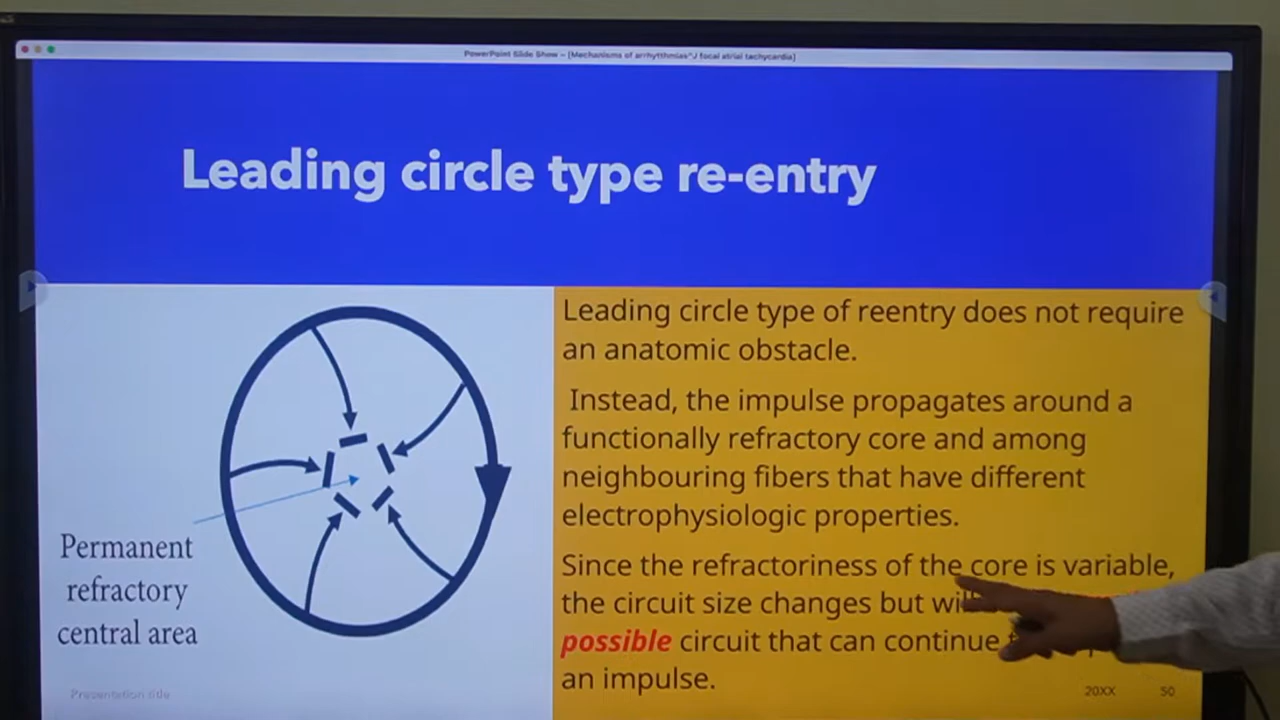 PowerPoint Slide Show – [Mechanisms of arrhytthmias^J focal atrial tachycardia]
Leading circle type re-entry
Leading circle type of reentry does not require
an anatomic obstacle.
Instead, the impulse propagates around a
functionally refractory core and among
neighbouring fibers that have different
electrophysiologic properties.
Since the refractoriness of the core is variable,
the circuit size changes but
possible circuit that can continue
an impulse.
Permanent
refractory
central area
Presentation title
20XX
50